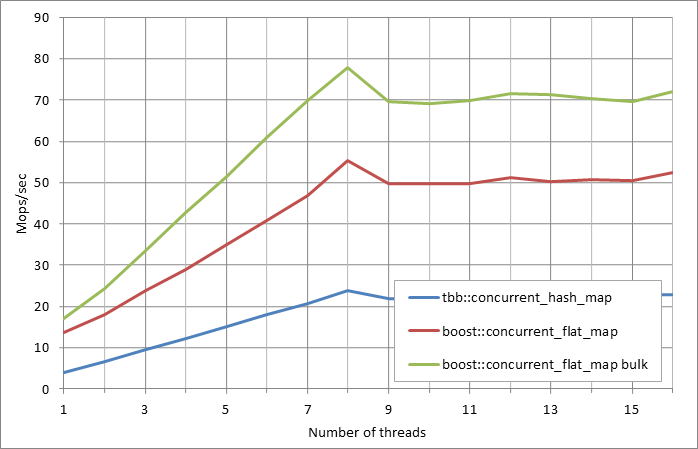 90
80
70
60
50
40
30
20
10
0
Mops/sec
tbb::concurrent_hash_map
boost::concurrent_flat_map
boost::concurrent_flat_map bulk
1 3 5 7 9 11 13 15
Number of threads